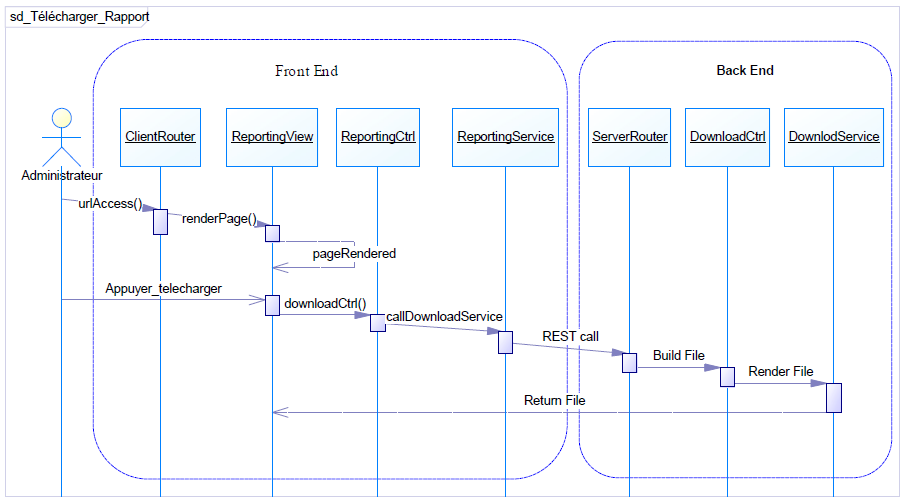 sd_Télécharger_Rapport
Front End
Back End
ClientRouter
ReportingView
ReportingCtrl
ReportingService
ServerRouter
DownloadCtrl
DownlodService
Administrateur
urlAccess()
renderPage()
pageRendered
Appuyer_telecharger
downloadCtrl()
callDownloadService
REST call
Build File
Render File
Return File